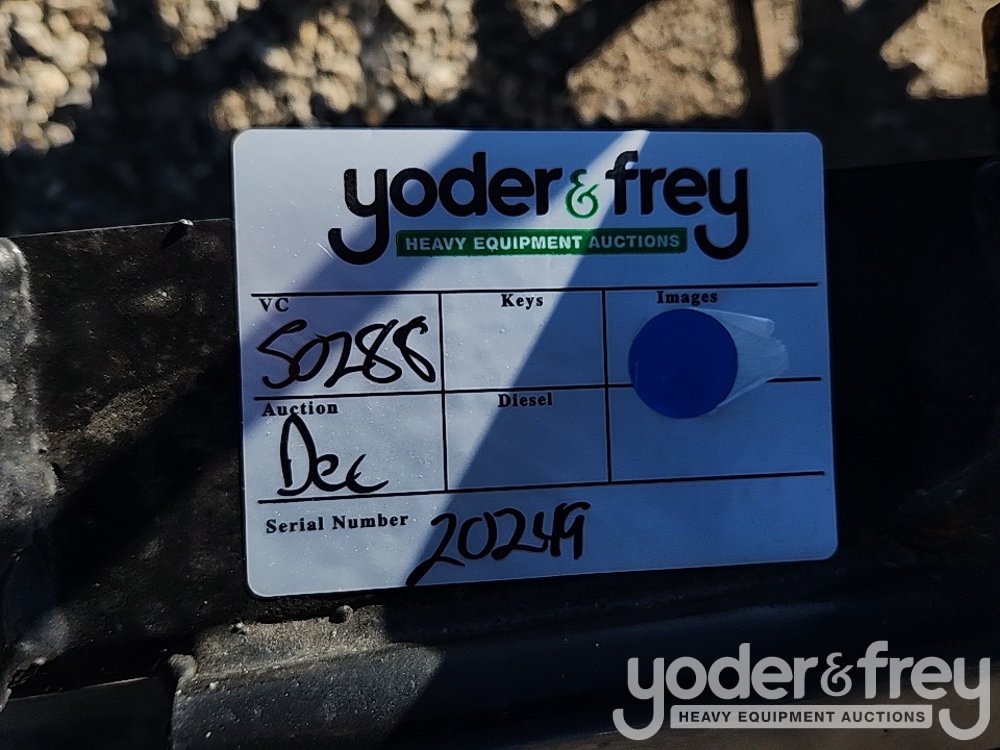 yoder & frey
HEAVY EQUIPMENT AUCTIONS
VC
Keys
Images
50288
Auction
Diesel
Dec
Serial Number 20249
yoder & frey
HEAVY EQUIPMENT AUCTIONS